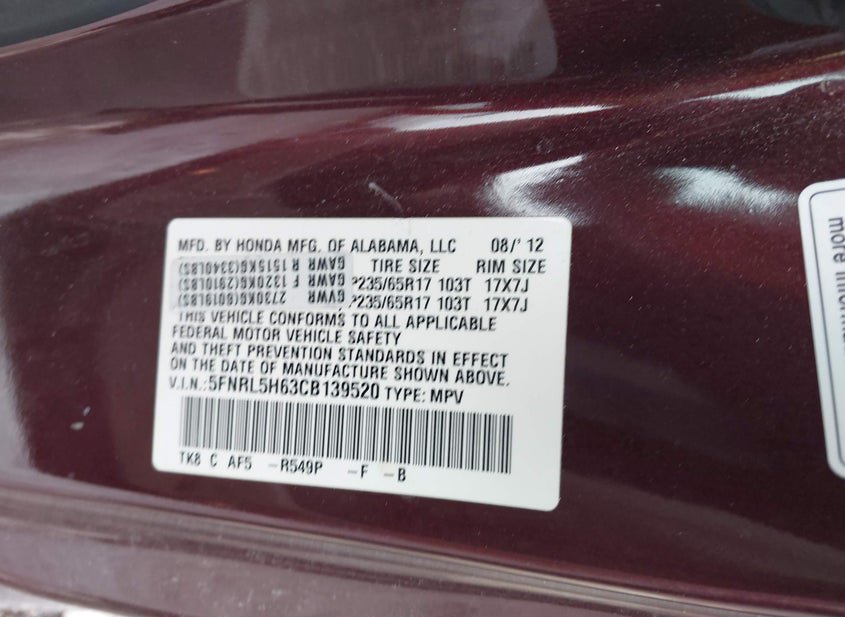 MFD. BY HONDA MFG. OF ALABAMA, LLC 08/'12
GVWR 2730KG(6019LBS) TIRE SIZE RIM SIZE
GAWR F 1320KG(2910LBS) P235/65R17 103T 17X7J
GAWR R 1515KG(3340LBS) P235/65R17 103T 17X7J
THIS VEHICLE CONFORMS TO ALL APPLICABLE
FEDERAL MOTOR VEHICLE SAFETY
AND THEFT PREVENTION STANDARDS IN EFFECT
ON THE DATE OF MANUFACTURE SHOWN ABOVE.
V.I.N.:5FNRL5H63CB139520 TYPE: MPV
TK8 C AF5 -R549P -F -B
more